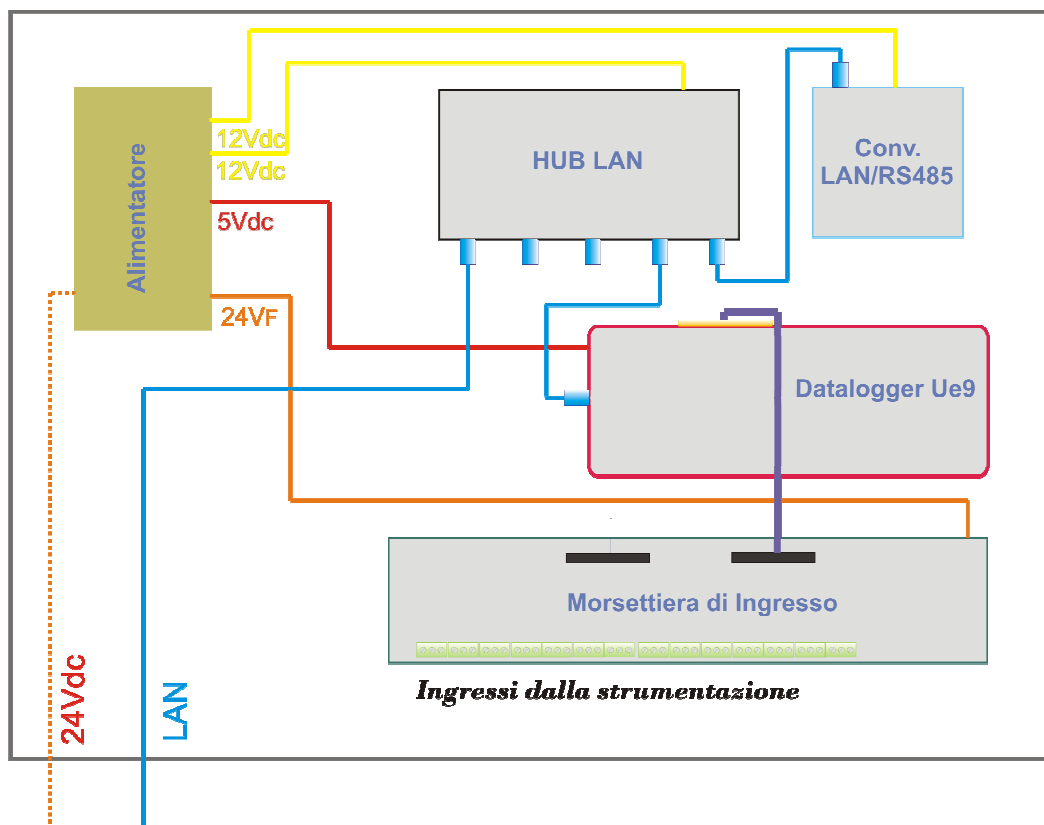 12Vdc
12Vdc
5Vdc
24VF
Alimentatore
HUB LAN
Conv.
LAN/RS485
Datalogger Ue9
Morsettiera di Ingresso
Ingressi dalla strumentazione
24Vdc
LAN